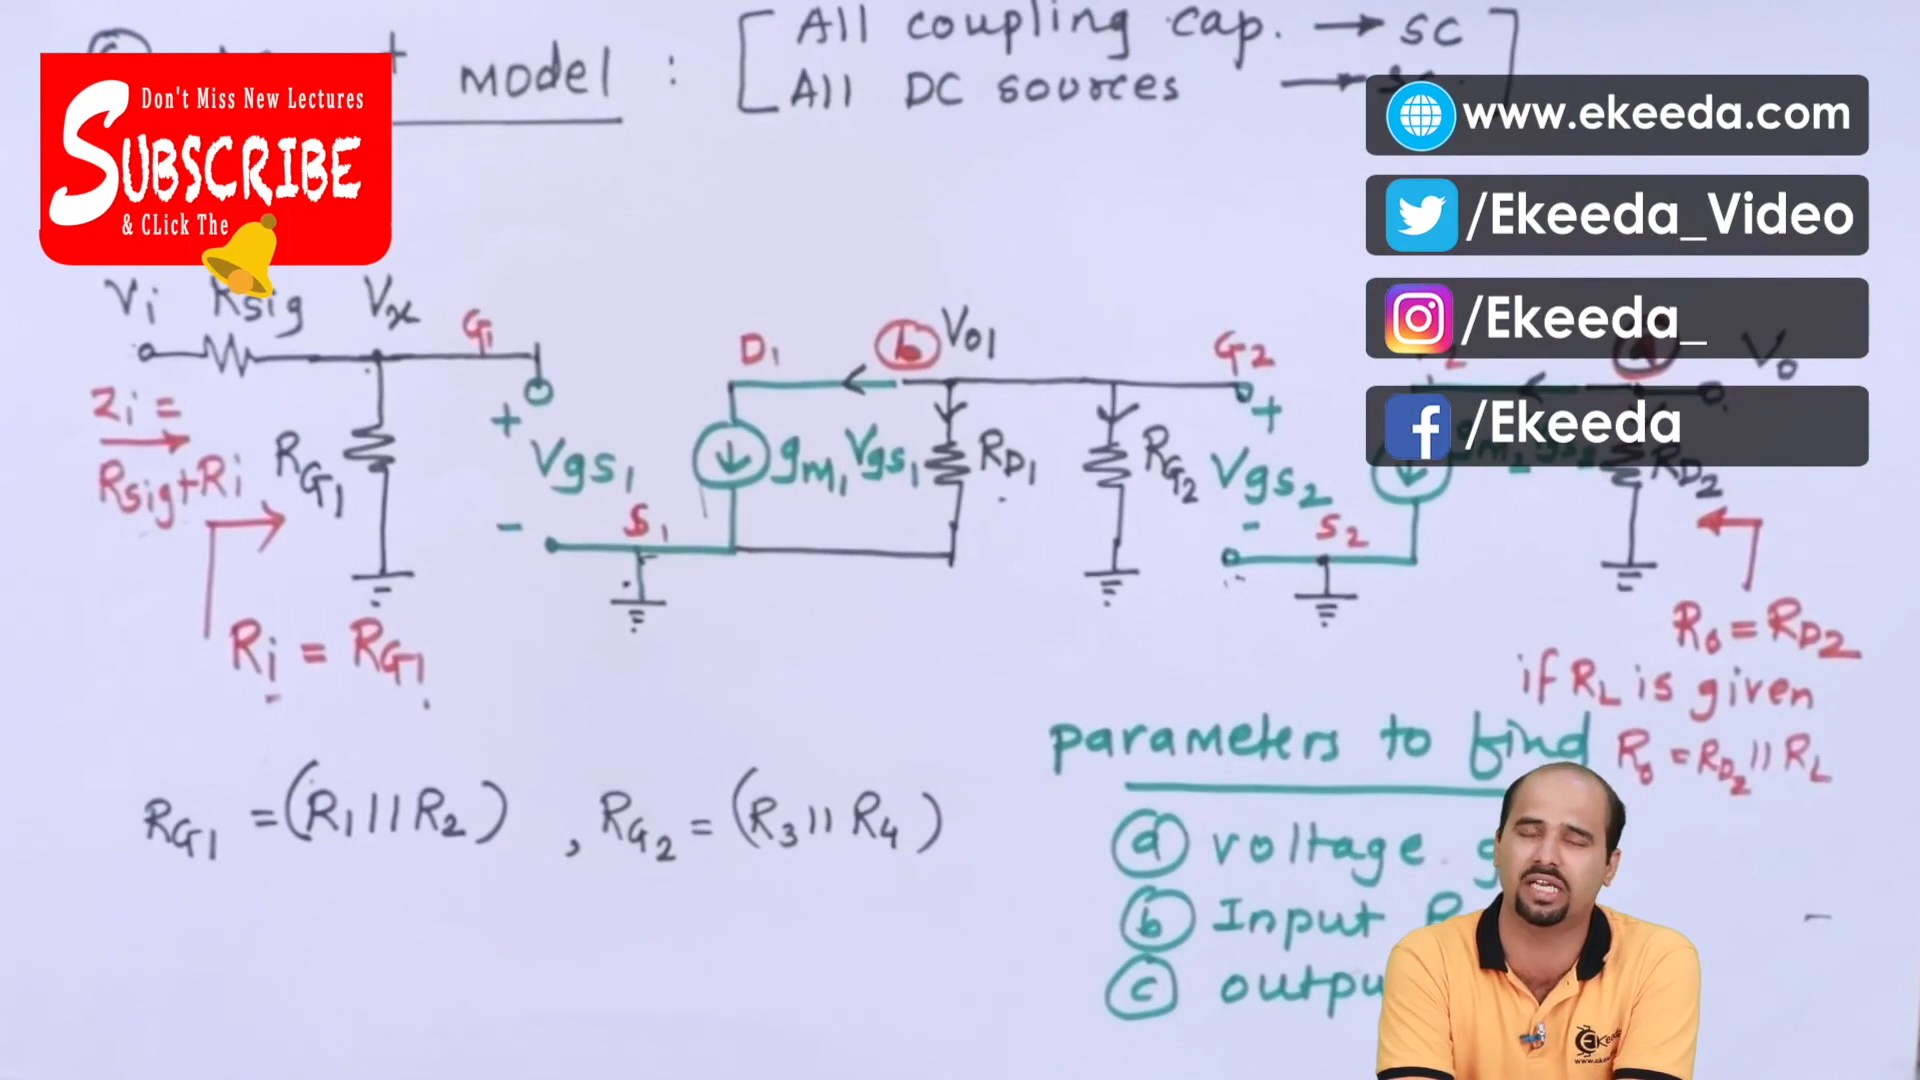 model : [ All coupling cap. → SC
All DC sources →
Don't Miss New Lectures
SUBSCRIBE
& CLick The
www.ekeeda.com
/Ekeeda_Video
/Ekeeda_
/Ekeeda
Vi Rsig Vx G1
D1 b Vo1 G2
a Vo
Zi =
Rsig+Ri
RG1
+
Vgs1
-
S1
gm1Vgs1
RD1
RG2
+
Vgs2
-
S2
RD2
Ri = RG1
Ro = RD2
if RL is given
Ro = RD2 || RL
parameters to find
RG1 = (R1 || R2) , RG2 = (R3 || R4)
a voltage
b Input
c
Ekeeda